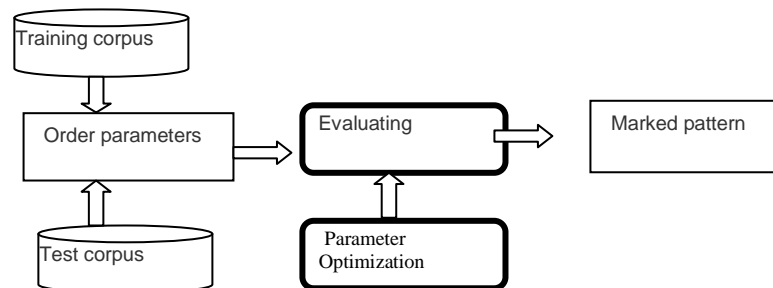 Training corpus
Order parameters
Evaluating
Marked pattern
Test corpus
Parameter
Optimization